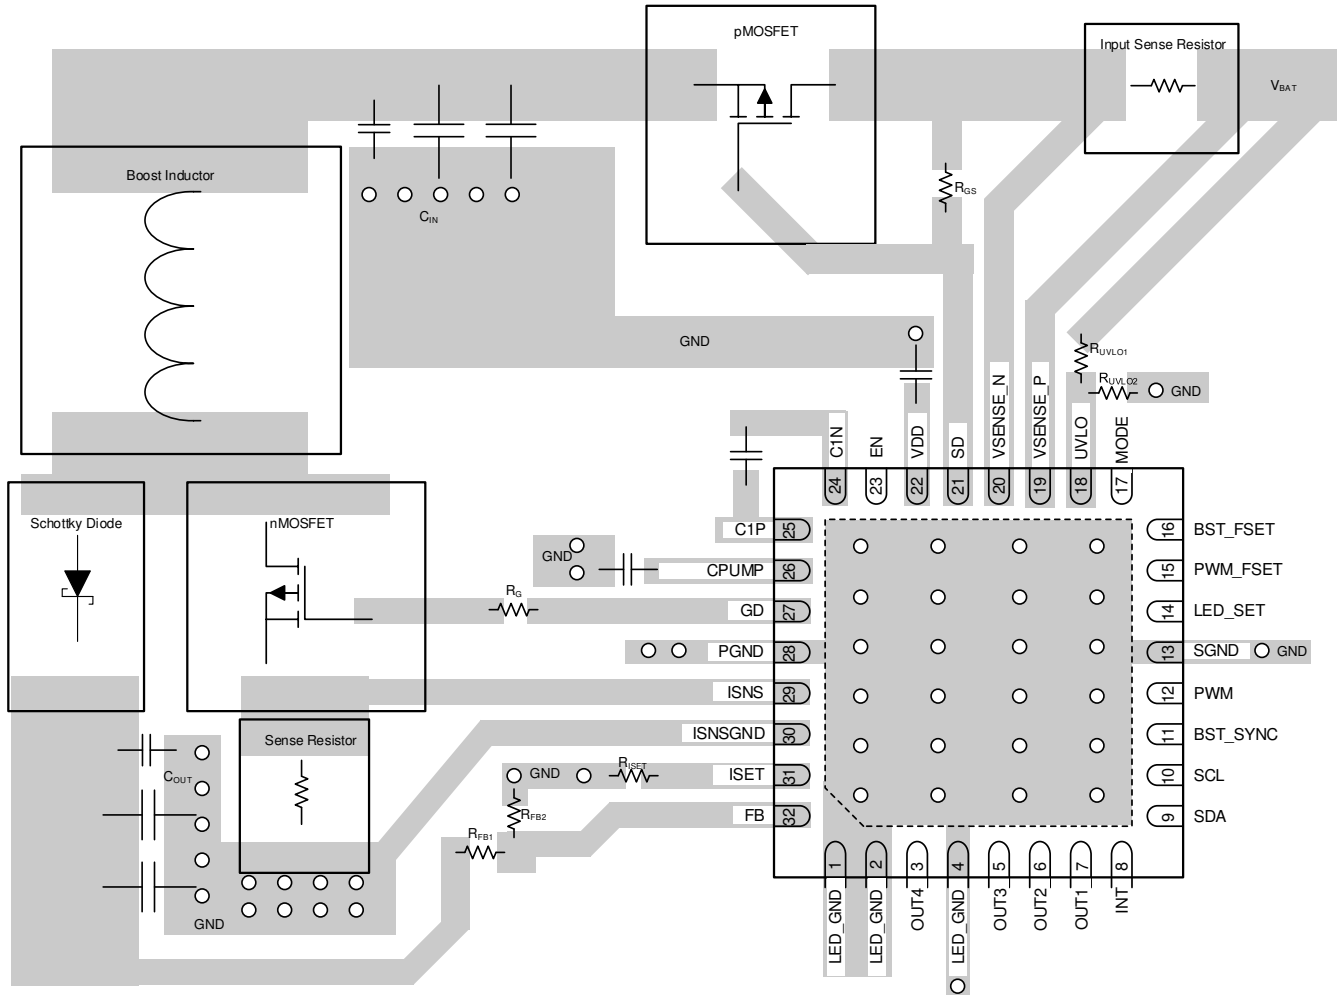 pMOSFET
Input Sense Resistor
VBAT
Boost Inductor
RGS
CIN
GND
RUVLO1
RUVLO2
GND
C1N
EN
VDD
SD
VSENSE_N
VSENSE_P
UVLO
MODE
24
23
22
21
20
19
18
17
Schottky Diode
nMOSFET
GND
RG
C1P
25
CPUMP
26
GD
27
PGND
28
ISNS
29
ISNSGND
30
ISET
31
FB
32
16
BST_FSET
15
PWM_FSET
14
LED_SET
13
SGND
GND
12
PWM
11
BST_SYNC
10
SCL
9
SDA
Sense Resistor
COUT
GND
RISET
RFB2
RFB1
GND
1
2
3
4
5
6
7
8
LED_GND
LED_GND
OUT4
LED_GND
OUT3
OUT2
OUT1
INT